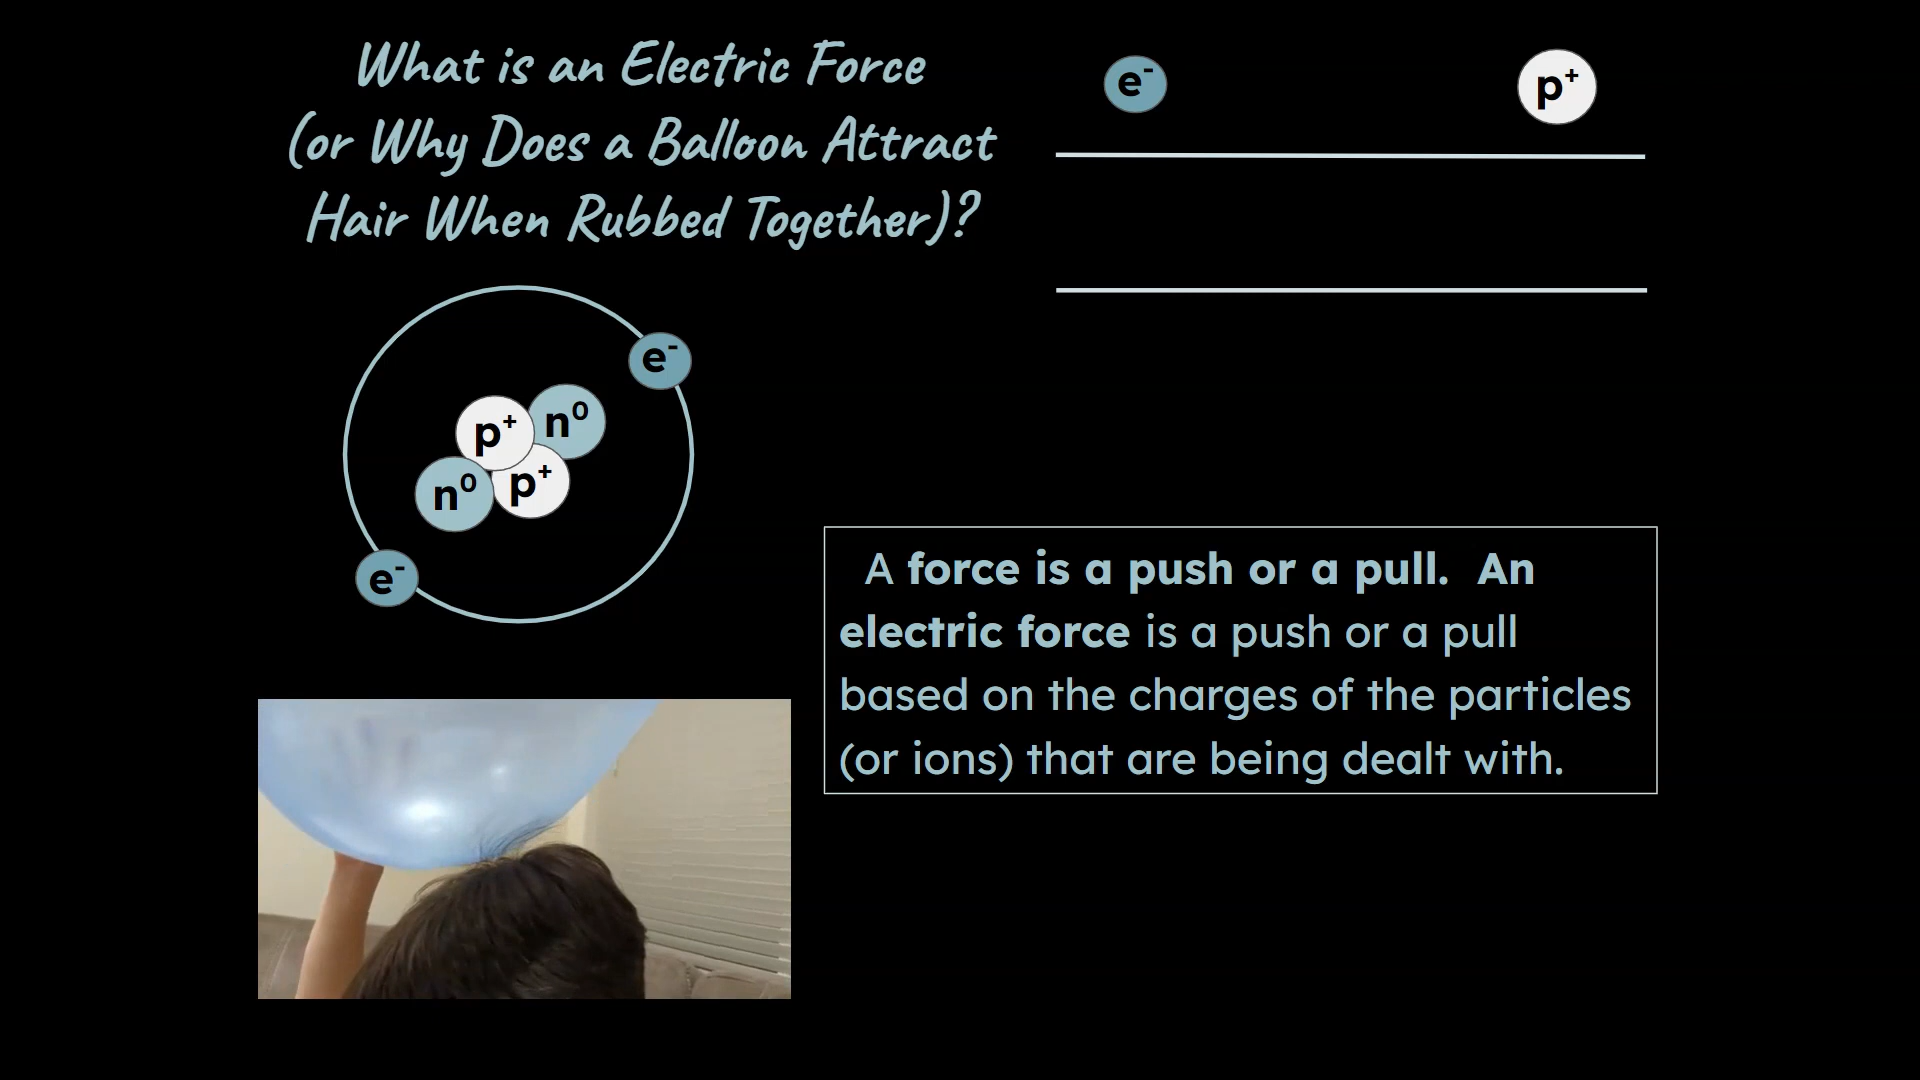 What is an Electric Force
(or Why Does a Balloon Attract
Hair When Rubbed Together)?
e⁻
p⁺
e⁻
p⁺
n⁰
n⁰
p⁺
e⁻
A force is a push or a pull. An
electric force is a push or a pull
based on the charges of the particles
(or ions) that are being dealt with.